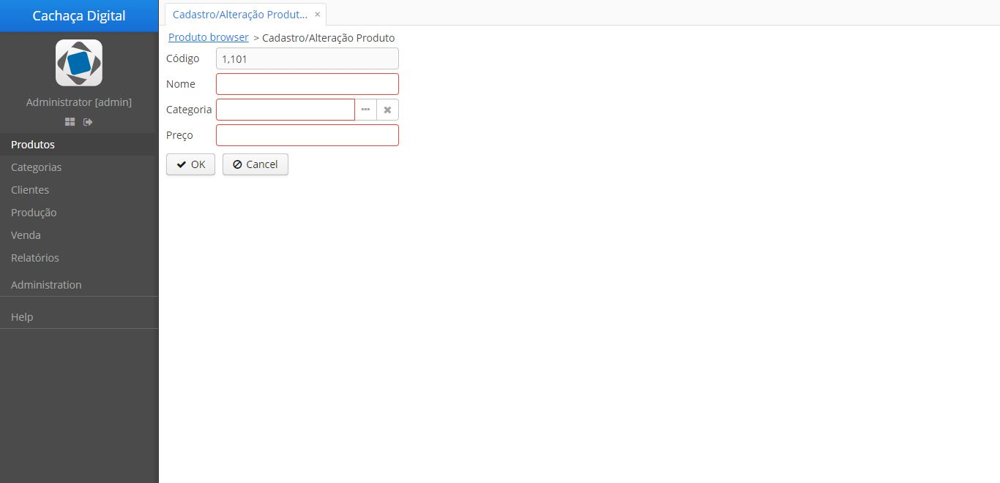 Cachaça Digital
Administrator [admin]
Produtos
Categorias
Clientes
Produção
Venda
Relatórios
Administration
Help
Cadastro/Alteração Produt... ×
Produto browser > Cadastro/Alteração Produto
Código 1,101
Nome
Categoria
Preço
OK Cancel